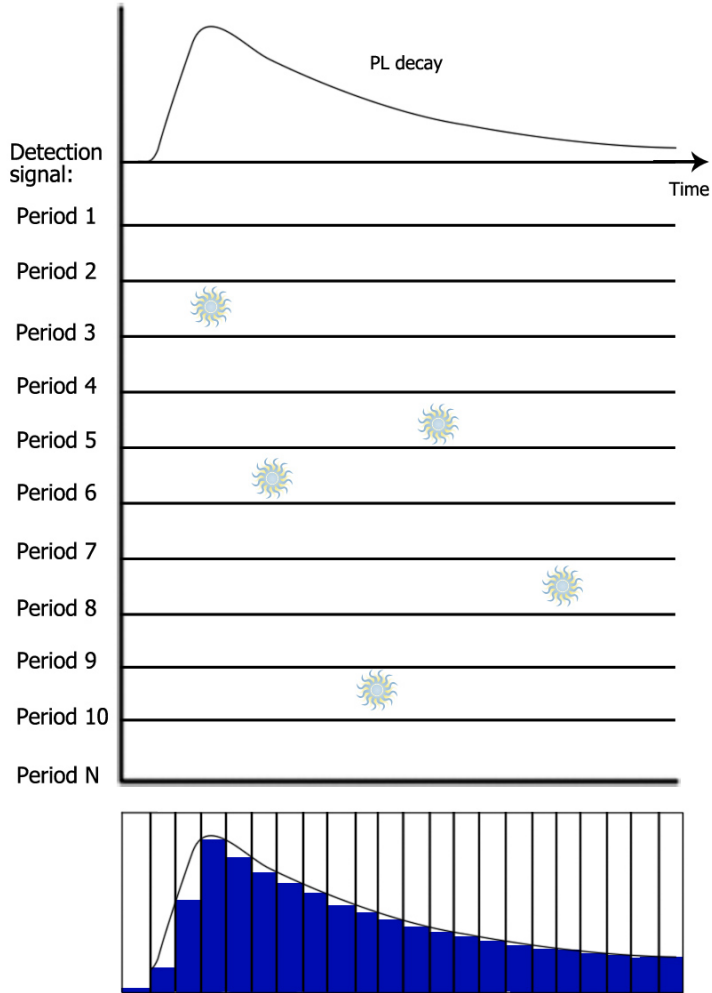 PL decay
Detection
signal:
Time
Period 1
Period 2
Period 3
Period 4
Period 5
Period 6
Period 7
Period 8
Period 9
Period 10
Period N